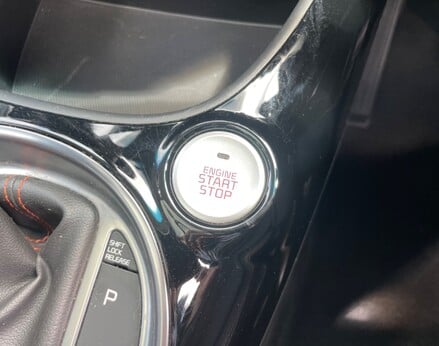 ENGINE
START
STOP
SHIFT
LOCK
RELEASE
P